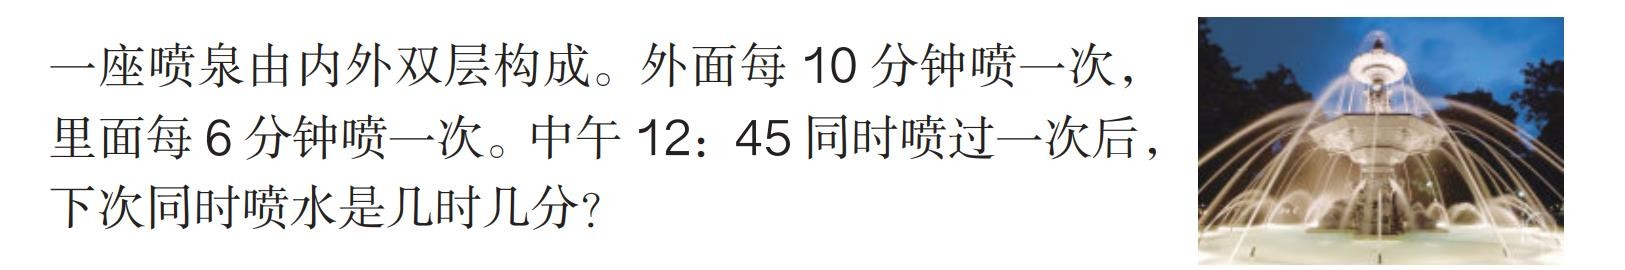 一座喷泉由内外双层构成。外面每 10 分钟喷一次，
里面每 6 分钟喷一次。中午 12：45 同时喷过一次后，
下次同时喷水是几时几分？